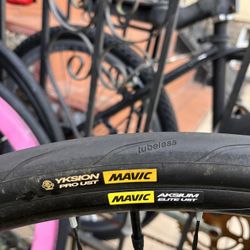 tubeless
YKSION MAVIC
PRO UST
MAVIC AKSIUM
ELITE UST